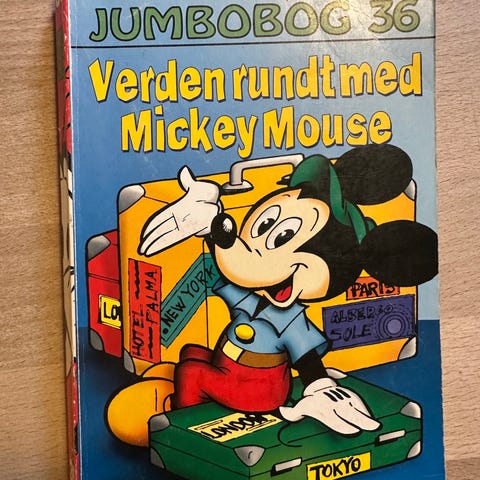 JUMBOBOG 36
Verden rundt med
Mickey Mouse
HOTEL
PALMA
NEW YORK
PARIS
ALBERGO
SOLE
LONDON
TOKYO